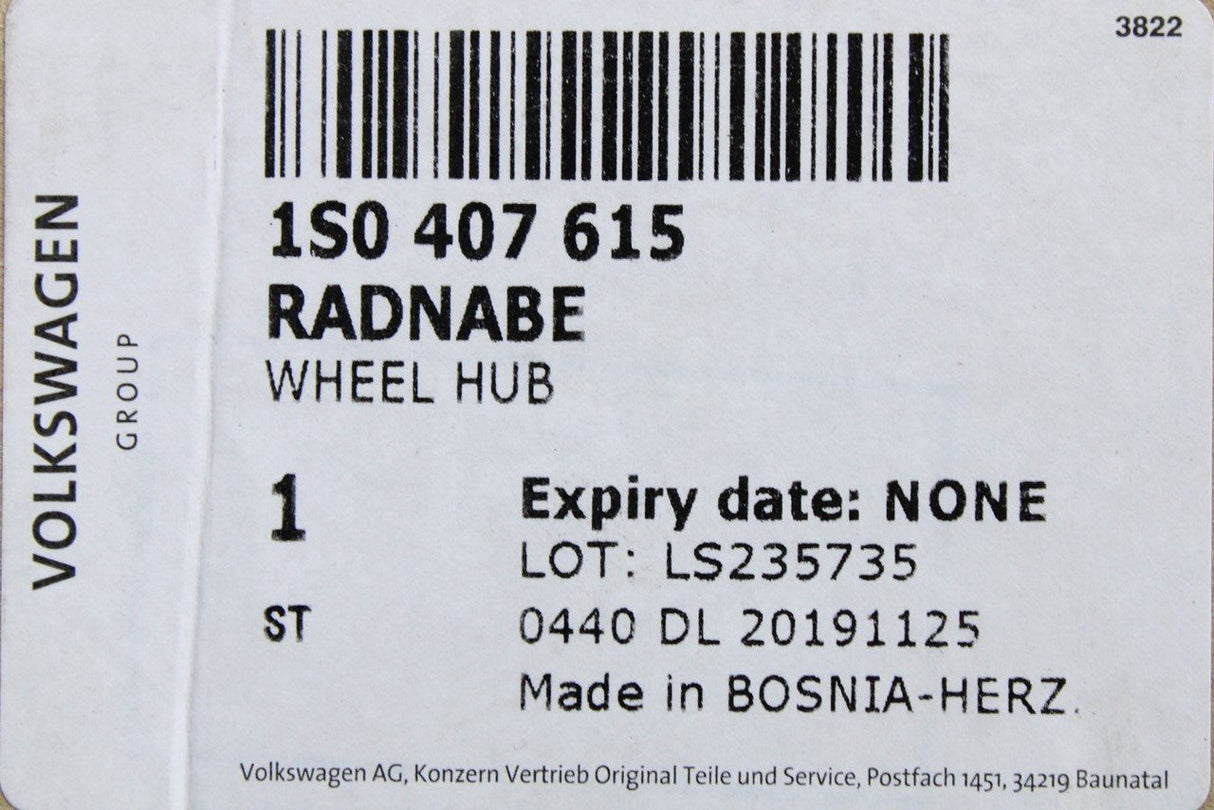 3822
VOLKSWAGEN
GROUP
1S0 407 615
RADNABE
WHEEL HUB
1
Expiry date: NONE
LOT: LS235735
ST
0440 DL 20191125
Made in BOSNIA-HERZ.
Volkswagen AG, Konzern Vertrieb Original Teile und Service, Postfach 1451, 34219 Baunatal